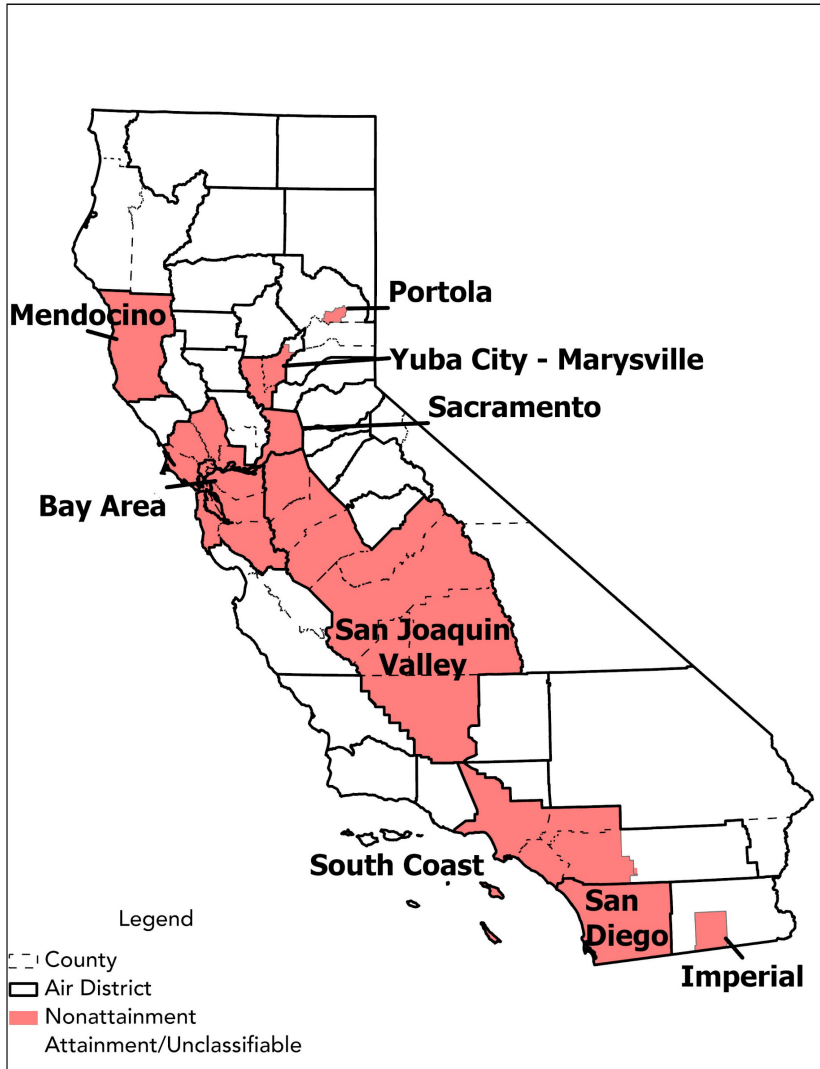 Portola
Mendocino
Yuba City - Marysville
Sacramento
Bay Area
San Joaquin
Valley
South Coast
San
Diego
Imperial
Legend
County
Air District
Nonattainment
Attainment/Unclassifiable